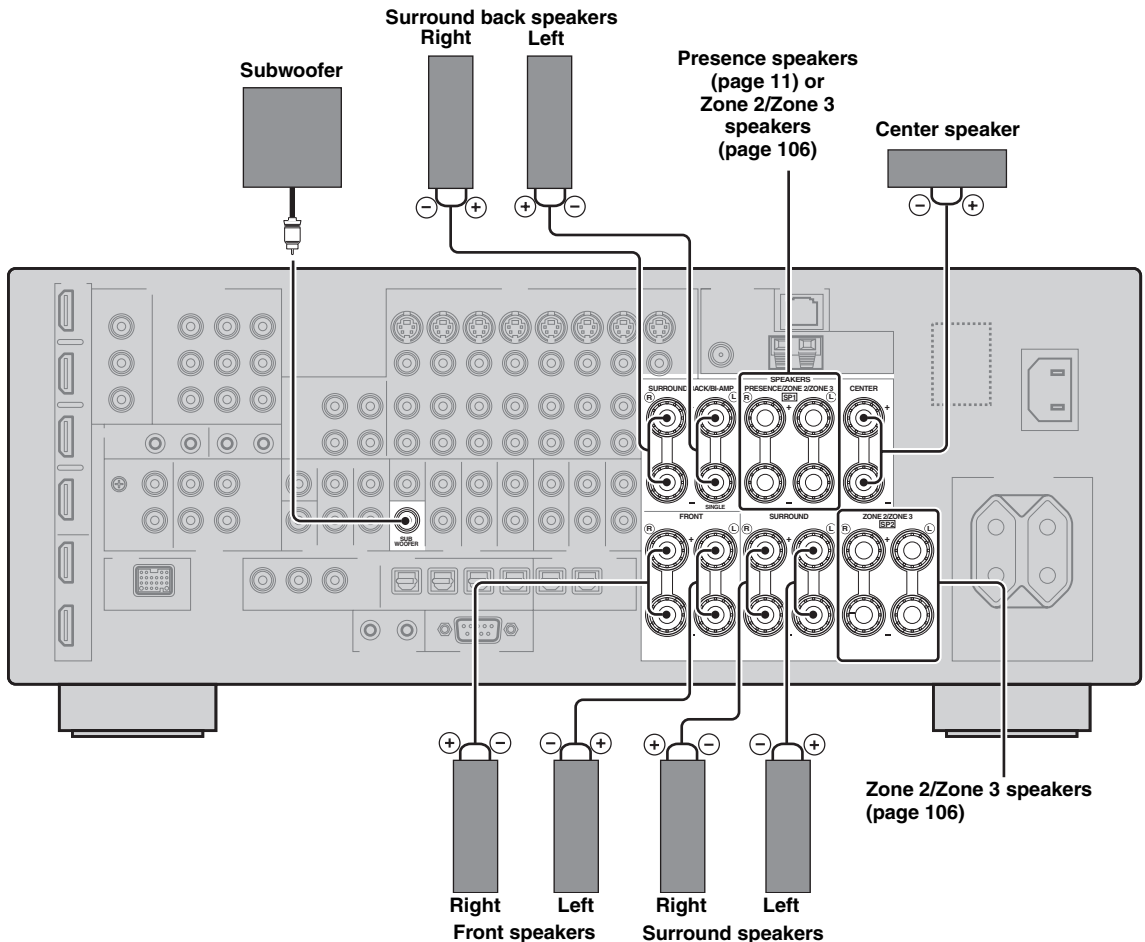 Surround back speakers
Right Left
Subwoofer
Presence speakers
(page 11) or
Zone 2/Zone 3
speakers
(page 106)
Center speaker
− + + −
− +
SPEAKERS
SURROUND BACK/BI-AMP PRESENCE/ZONE 2/ZONE 3 CENTER
R L R SP1 L
+ +
− − −
SINGLE
SUB
WOOFER
FRONT SURROUND ZONE 2/ZONE 3
R L R L R SP2 L
+ + +
- - −
+ − − + + − − +
Zone 2/Zone 3 speakers
(page 106)
Right Left Right Left
Front speakers Surround speakers